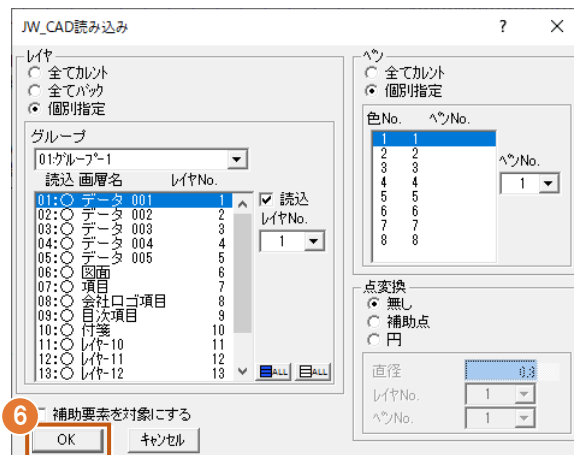 JW_CAD読み込み
? ×
レイヤ
全てカレント
全てバック
個別指定
グループ
01:グループ-1
読込 画層名 レイヤNo.
01:○ データ 001 1
02:○ データ 002 2
03:○ データ 003 3
04:○ データ 004 4
05:○ データ 005 5
06:○ 図面 6
07:○ 項目 7
08:○ 会社ロゴ項目 8
09:○ 目次項目 9
10:○ 付箋 10
11:○ レイヤ-10 11
12:○ レイヤ-11 12
13:○ レイヤ-12 13
読込
レイヤNo.
1
ALL ALL
補助要素を対象にする
6
OK キャンセル
ペン
全てカレント
個別指定
色No. ペンNo.
1 1
2 2
3 3
4 4
5 5
6 6
7 7
8 8
ペンNo.
1
点変換
無し
補助点
円
直径 0.3
レイヤNo. 1
ペンNo. 1